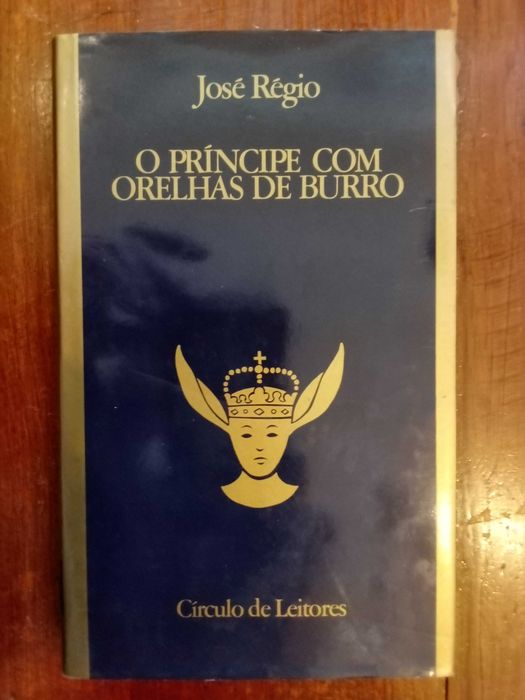 José Régio
O PRÍNCIPE COM
ORELHAS DE BURRO
Círculo de Leitores